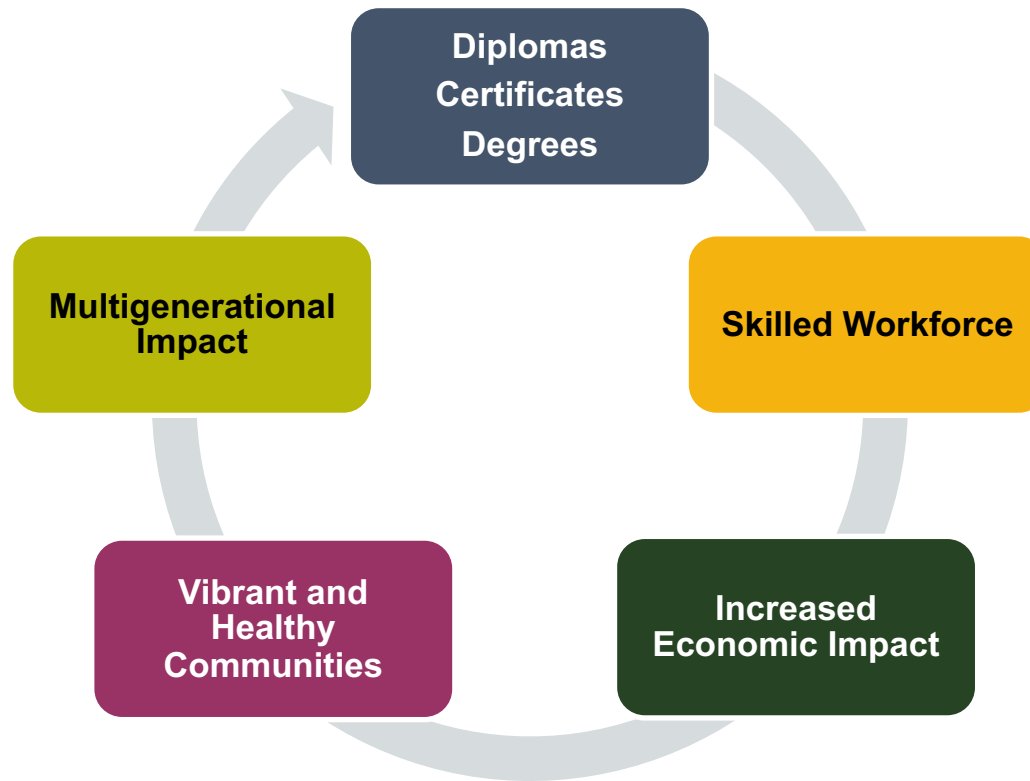 Diplomas
Certificates
Degrees
Skilled Workforce
Increased
Economic Impact
Vibrant and
Healthy
Communities
Multigenerational
Impact